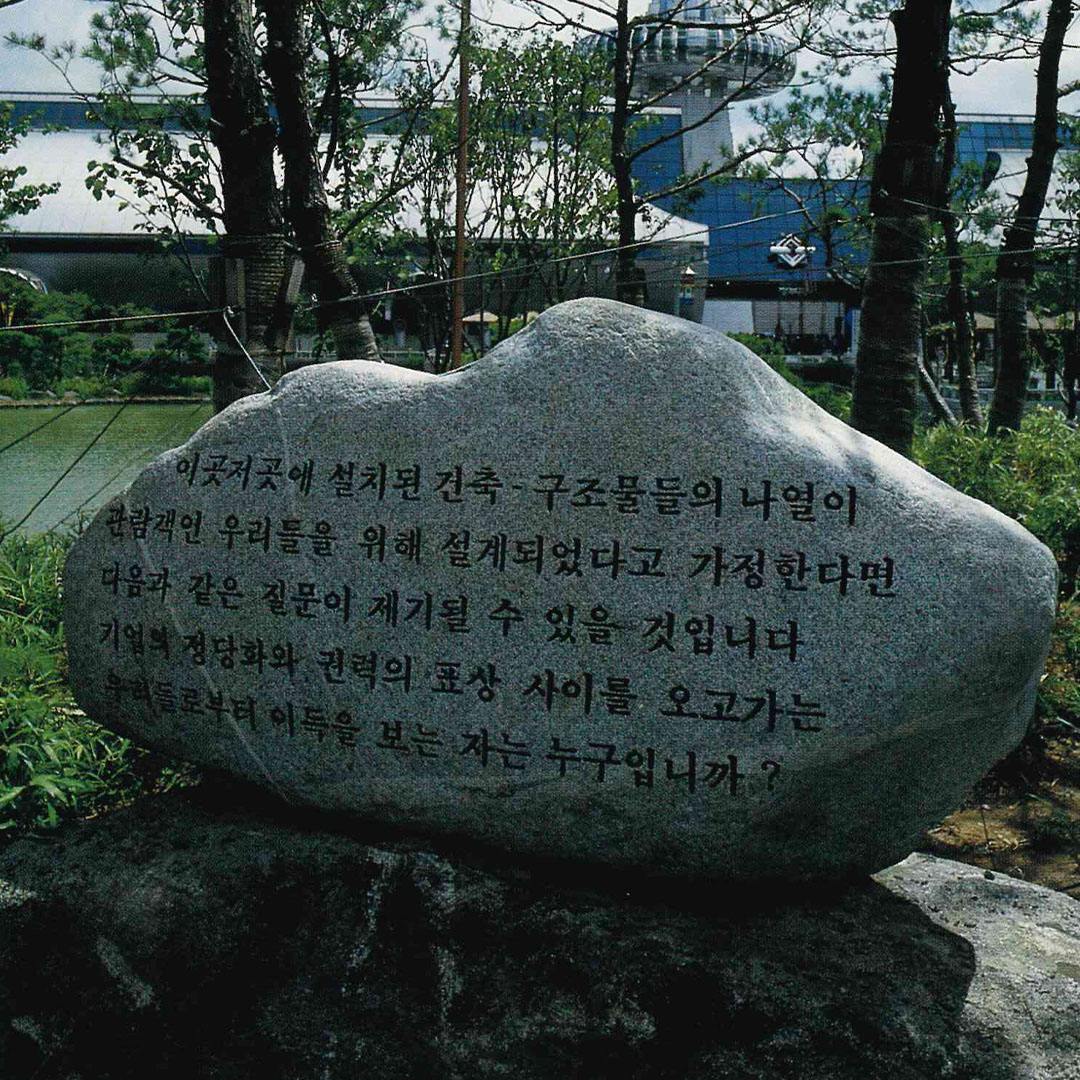 이곳저곳에 설치된 건축 - 구조물들의 나열이
관람객인 우리들을 위해 설계되었다고 가정한다면
다음과 같은 질문이 제기될 수 있을 것입니다
기업의 정당화와 권력의 표상 사이를 오고가는
우리들로부터 이득을 보는 자는 누구입니까 ?